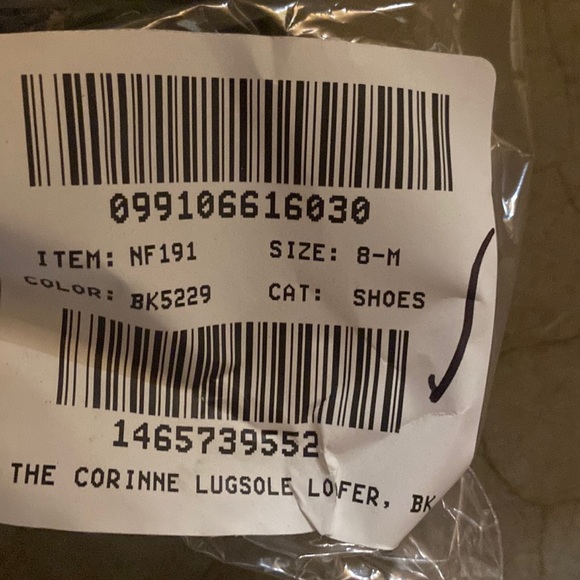 099106616030
ITEM: NF191 SIZE: 8-M
COLOR: BK5229 CAT: SHOES
1465739552
THE CORINNE LUGSOLE LOFER, BK